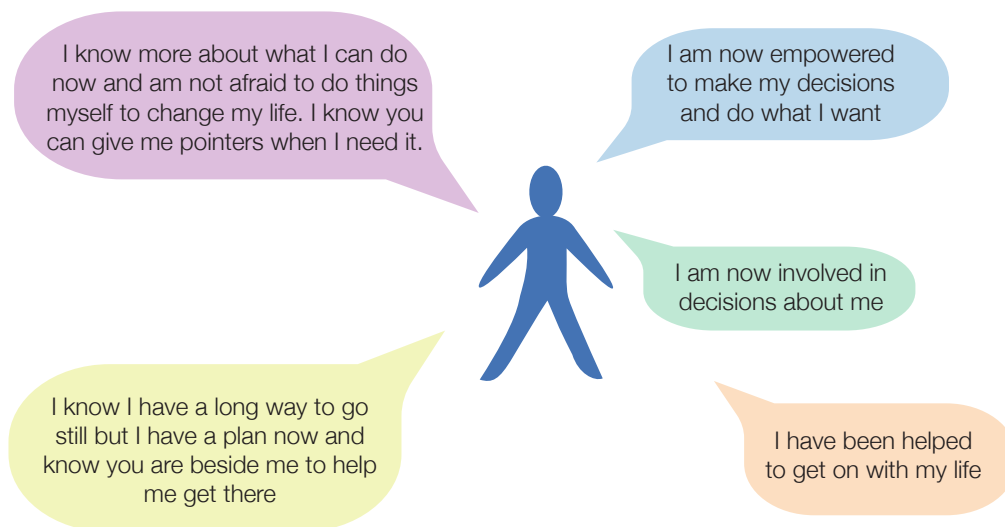 I know more about what I can do
now and am not afraid to do things
myself to change my life. I know you
can give me pointers when I need it.
I am now empowered
to make my decisions
and do what I want
I am now involved in
decisions about me
I know I have a long way to go
still but I have a plan now and
know you are beside me to help
me get there
I have been helped
to get on with my life